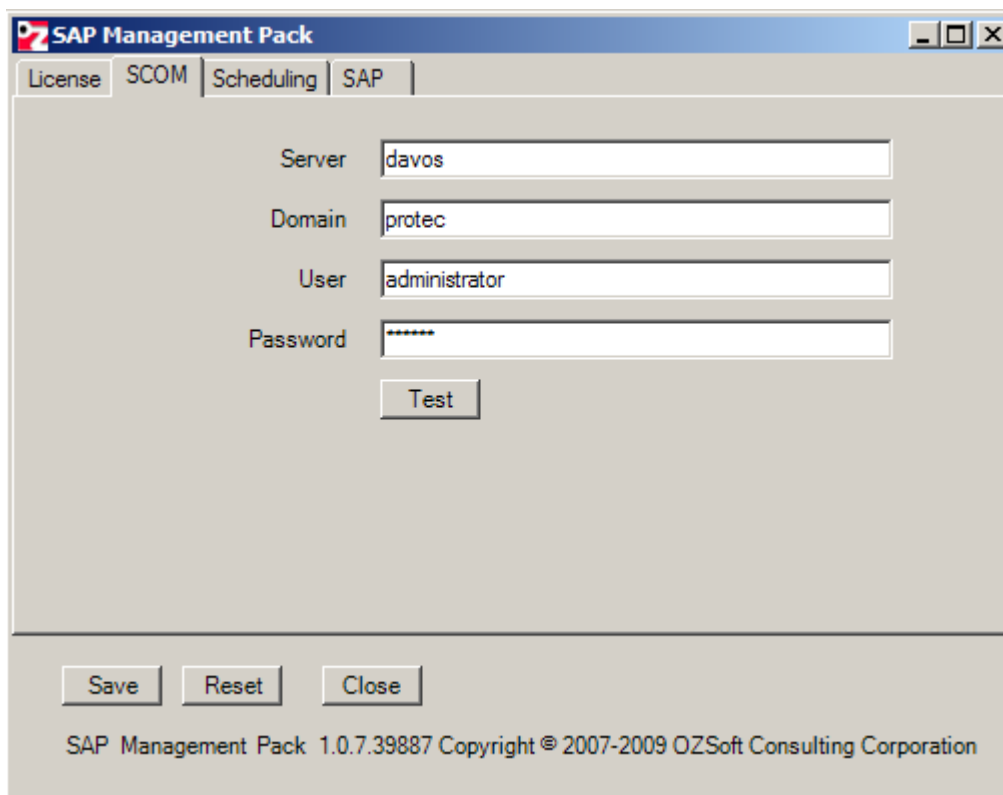 SAP Management Pack
License SCOM Scheduling SAP
Server davos
Domain protec
User administrator
Password ******
Test
Save Reset Close
SAP Management Pack 1.0.7.39887 Copyright © 2007-2009 OZSoft Consulting Corporation